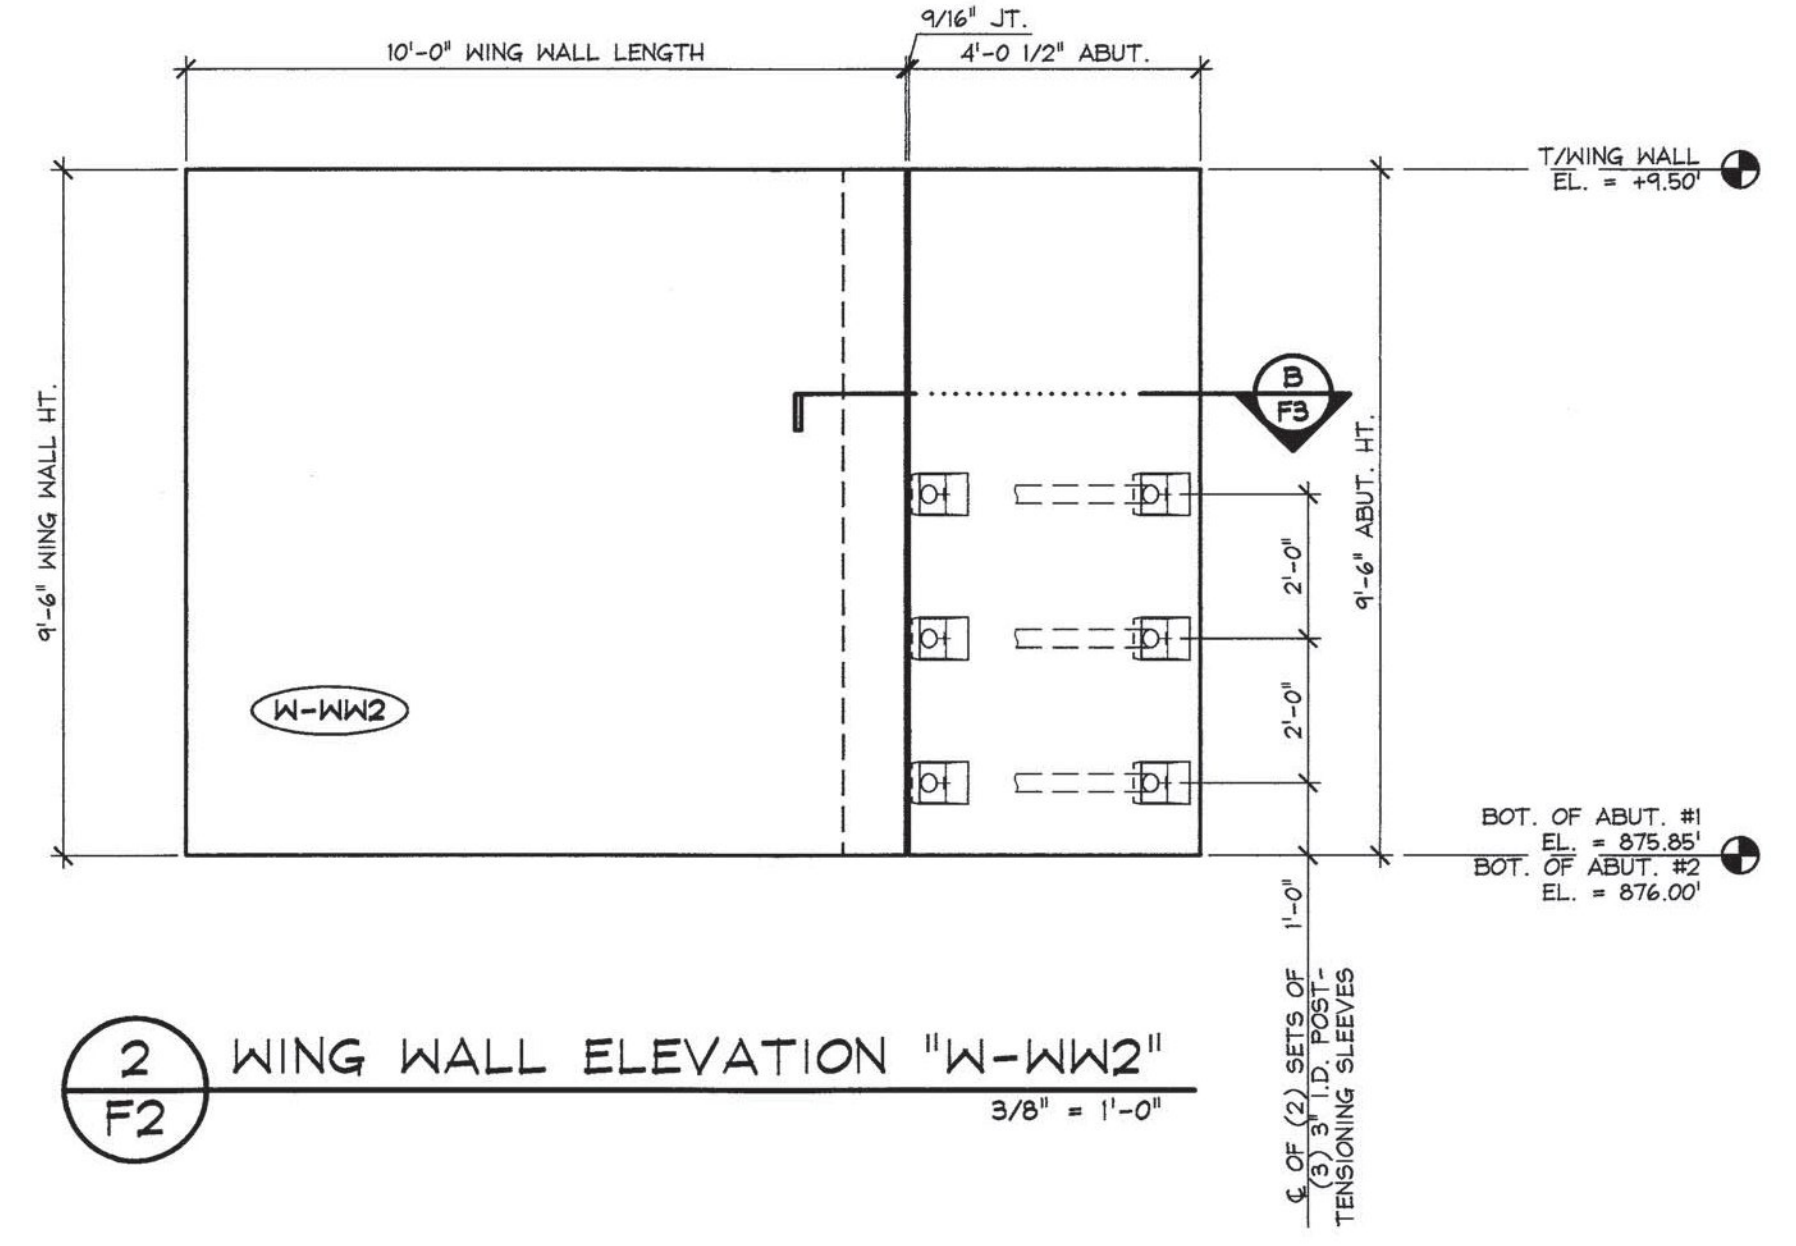 9/16" JT.
10'-0" WING WALL LENGTH
4'-0 1/2" ABUT.
T/WING WALL
EL. = +9.50'
B
F3
9'-6" WING WALL HT.
9'-6" ABUT. HT.
2'-0"
2'-0"
W-WW2
BOT. OF ABUT. #1
EL. = 875.85'
BOT. OF ABUT. #2
EL. = 876.00'
1'-0"
℄ OF (2) SETS OF
(3) 3" I.D. POST-
TENSIONING SLEEVES
2
F2
WING WALL ELEVATION "W-WW2"
3/8" = 1'-0"